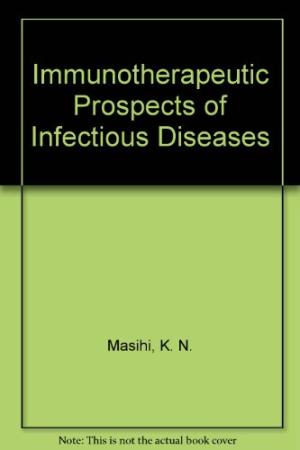 Immunotherapeutic
Prospects of
Infectious Diseases
Masihi, K. N.
Note: This is not the actual book cover